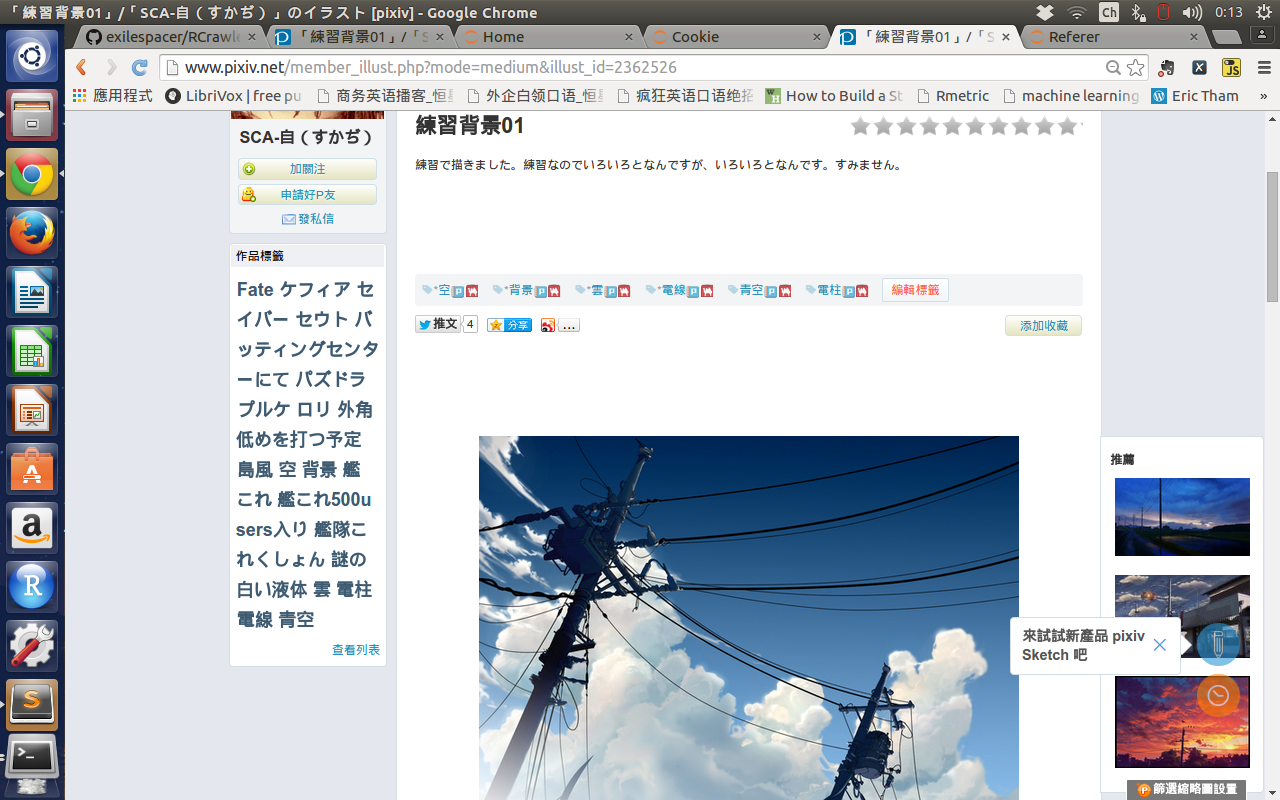 「練習背景01」/「SCA-自（すかぢ）」のイラスト [pixiv] - Google Chrome
Ch
0:13
exilespacer/RCrawl
「練習背景01」/「S
Home
Cookie
「練習背景01」/「S
Referer
www.pixiv.net/member_illust.php?mode=medium&illust_id=2362526
應用程式
LibriVox | free pu
商务英语播客_恒
外企白领口语_恒
疯狂英语口语绝招
How to Build a St
Rmetric
machine learning
Eric Tham
»
SCA-自（すかぢ）
加關注
申請好P友
發私信
作品標籤
Fate ケフィア セ
イバー セウト バ
ッティングセンタ
ーにて パズドラ
プルケ ロリ 外角
低めを打つ予定
島風 空 背景 艦
これ 艦これ500u
sers入り 艦隊こ
れくしょん 謎の
白い液体 雲 電柱
電線 青空
查看列表
練習背景01
練習で描きました。練習なのでいろいろとなんですが、いろいろとなんです。すみません。
*空
*背景
*雲
*電線
青空
電柱
編輯標籤
推文
4
分享
...
添加收藏
推薦
來試試新產品 pixiv
Sketch 吧
篩選縮略圖設置